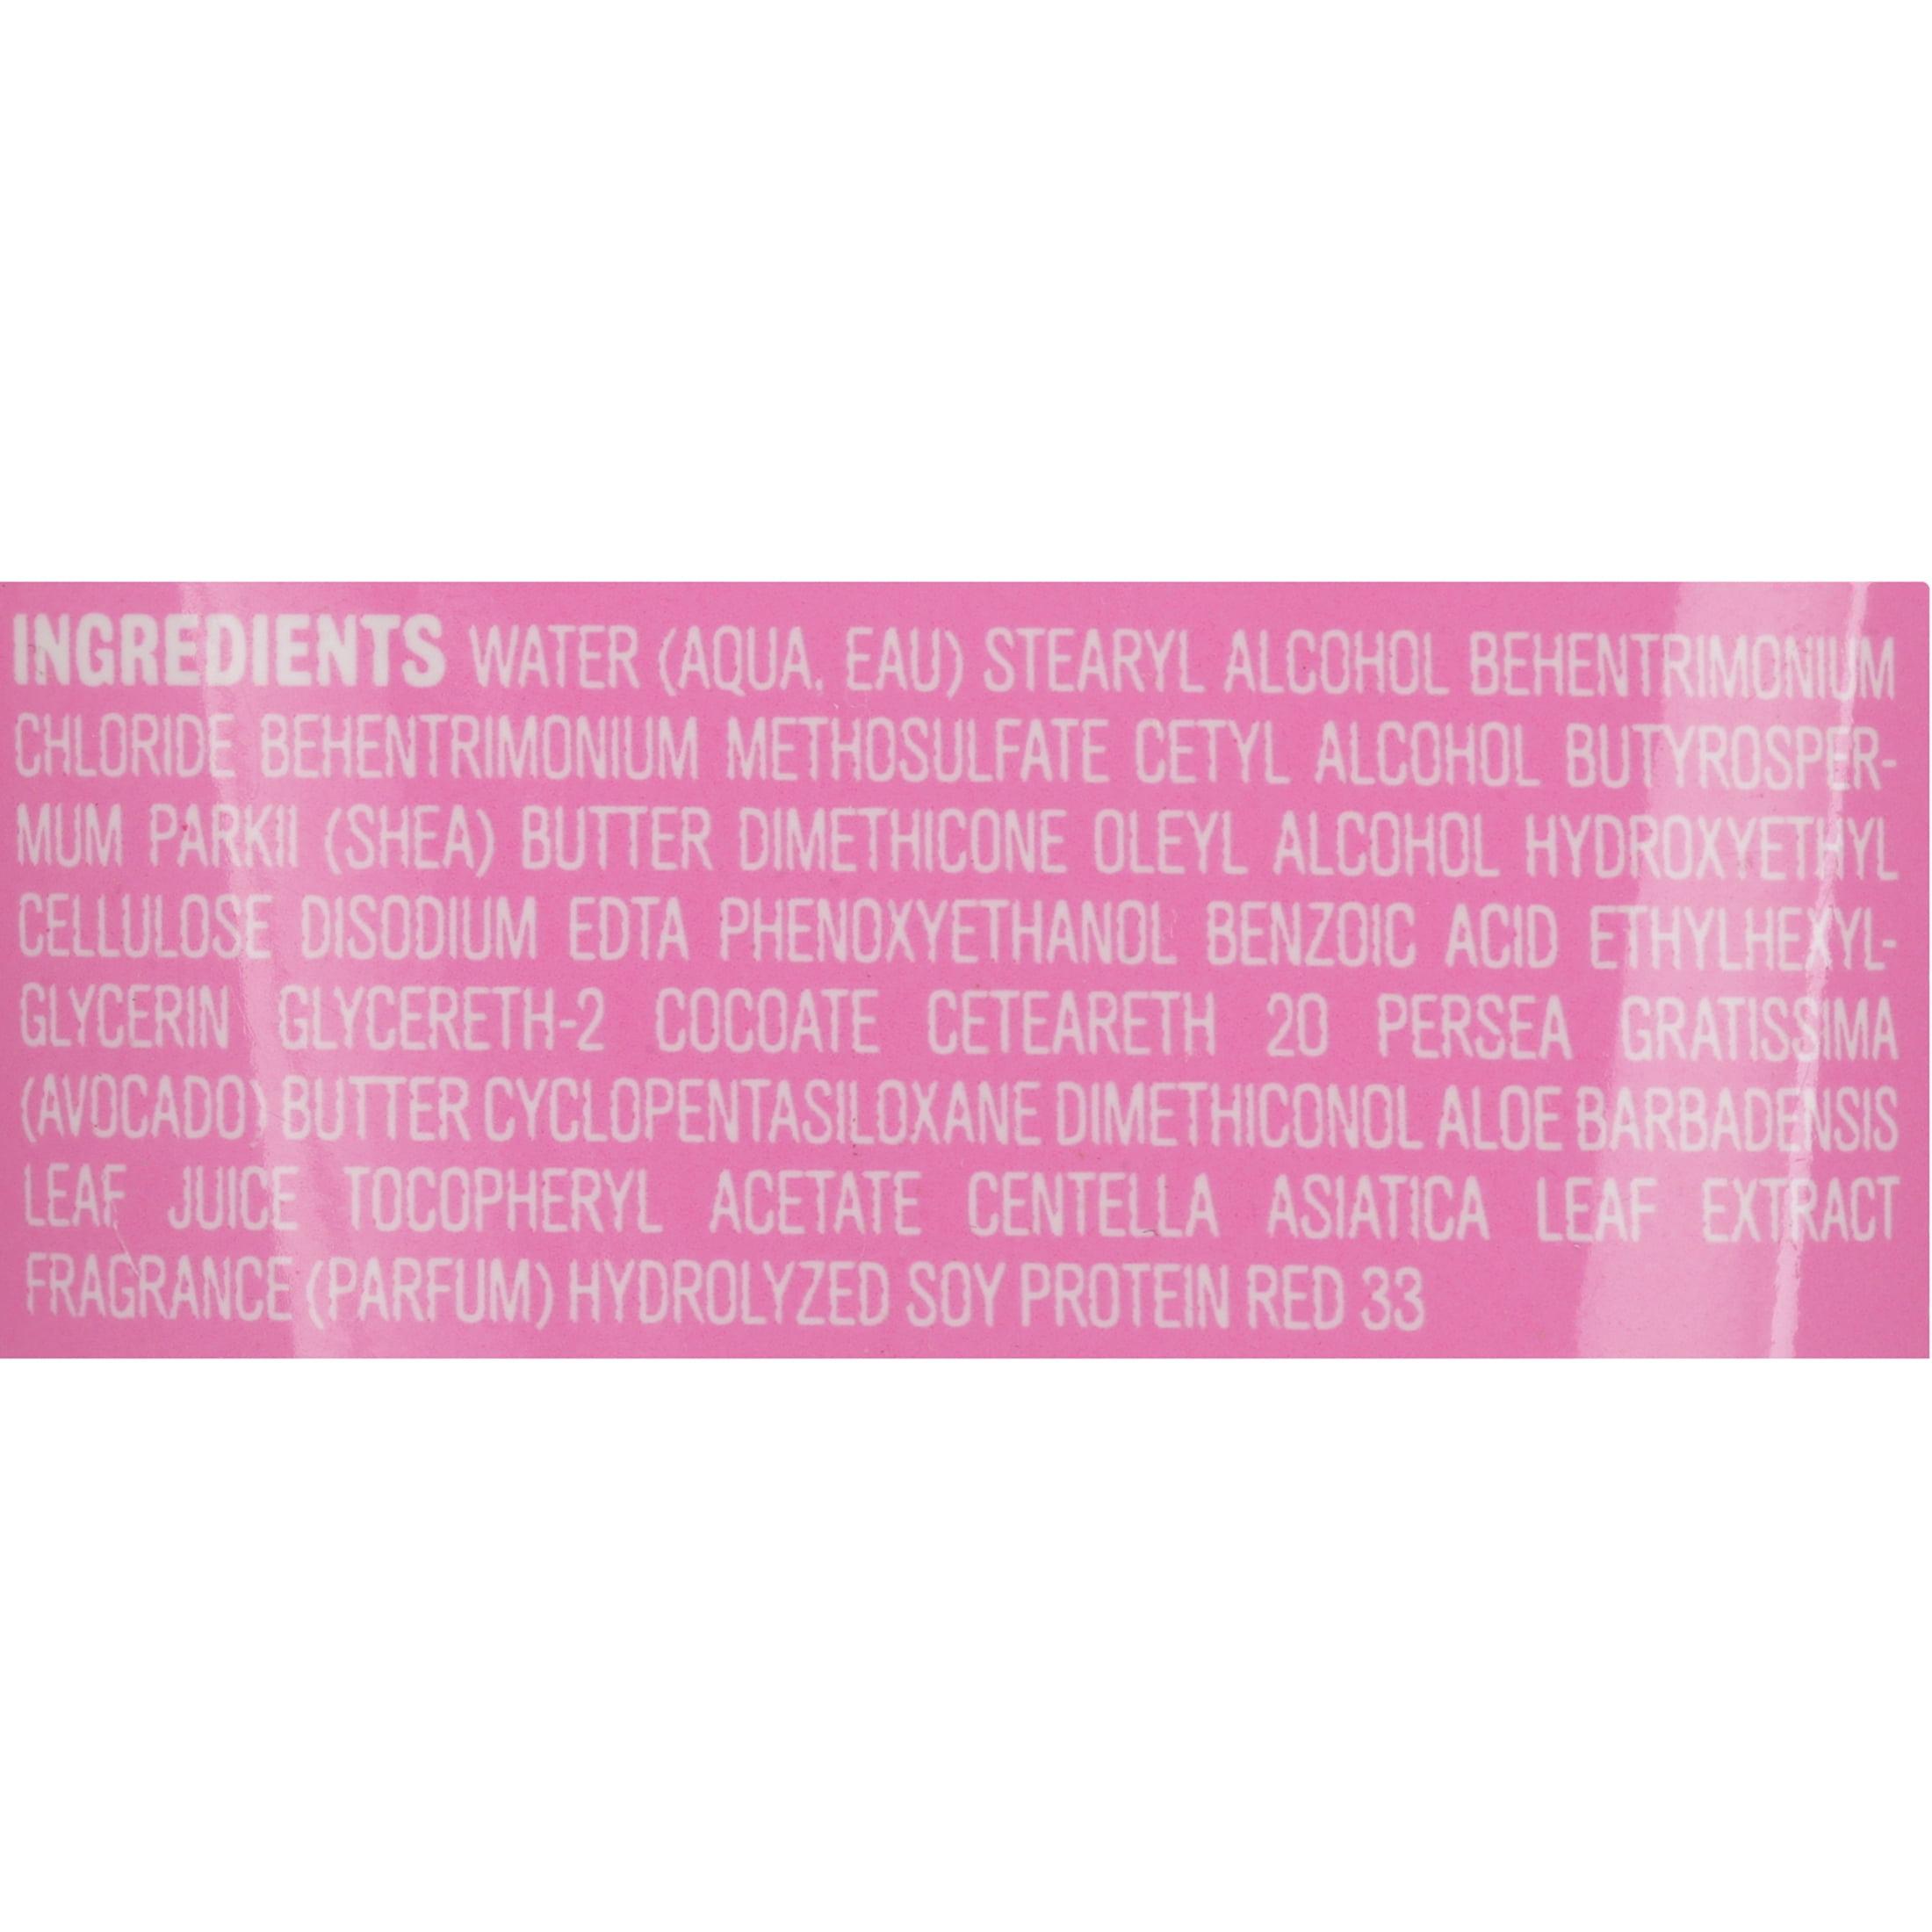 INGREDIENTS WATER (AQUA, EAU) STEARYL ALCOHOL BEHENTRIMONIUM
CHLORIDE BEHENTRIMONIUM METHOSULFATE CETYL ALCOHOL BUTYROSPER-
MUM PARKII (SHEA) BUTTER DIMETHICONE OLEYL ALCOHOL HYDROXYETHYL
CELLULOSE DISODIUM EDTA PHENOXYETHANOL BENZOIC ACID ETHYLHEXYL-
GLYCERIN GLYCERETH-2 COCOATE CETEARETH 20 PERSEA GRATISSIMA
(AVOCADO) BUTTER CYCLOPENTASILOXANE DIMETHICONOL ALOE BARBADENSIS
LEAF JUICE TOCOPHERYL ACETATE CENTELLA ASIATICA LEAF EXTRACT
FRAGRANCE (PARFUM) HYDROLYZED SOY PROTEIN RED 33